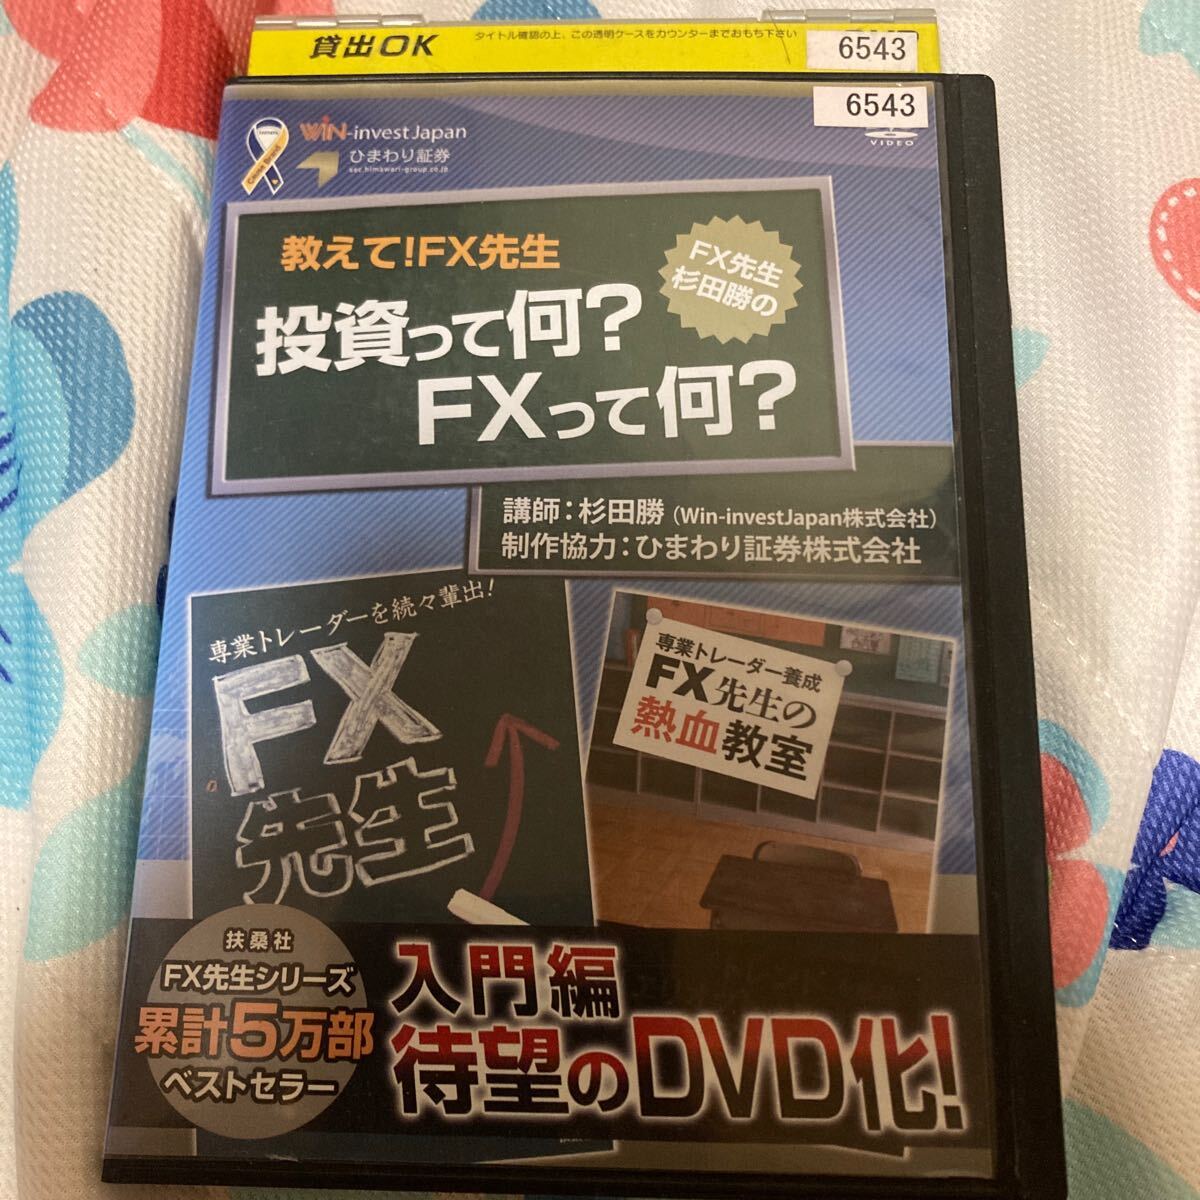 貸出OK
タイトル確認の上、この透明ケースをカウンターまでおもち下さい
6543
6543
VIDEO
WiN-invest Japan
ひまわり証券
sec.himawari-group.co.jp
Cause Brand
教えて!FX先生
FX先生
杉田勝の
投資って何?
FXって何?
講師：杉田勝（Win-investJapan株式会社）
制作協力：ひまわり証券株式会社
専業トレーダーを続々輩出!
FX
先生
専業トレーダー養成
FX先生の
熱血教室
扶桑社
FX先生シリーズ
累計5万部
ベストセラー
入門編
待望のDVD化!